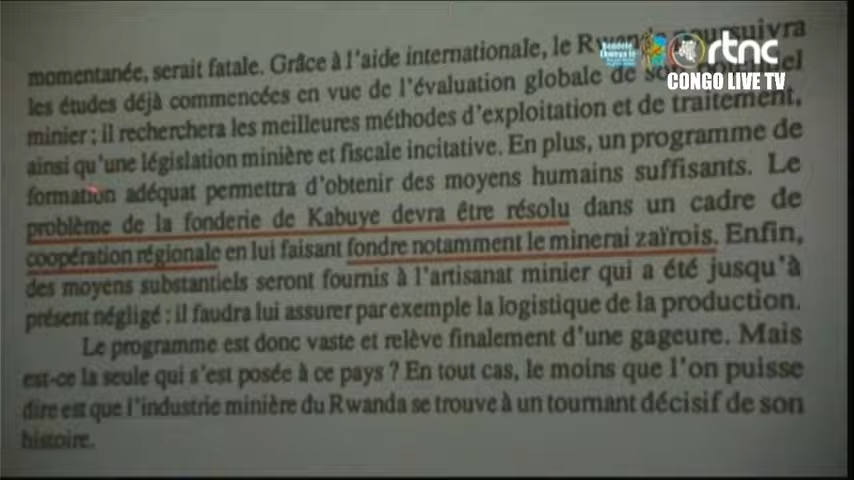 rtnc
CONGO LIVE TV
momentanée, serait fatale. Grâce à l'aide internationale, le Rwanda poursuivra
les études déjà commencées en vue de l'évaluation globale de son potentiel
minier ; il recherchera les meilleures méthodes d'exploitation et de traitement,
ainsi qu'une législation minière et fiscale incitative. En plus, un programme de
formation adéquat permettra d'obtenir des moyens humains suffisants. Le
problème de la fonderie de Kabuye devra être résolu dans un cadre de
coopération régionale en lui faisant fondre notamment le minerai zaïrois. Enfin,
des moyens substantiels seront fournis à l'artisanat minier qui a été jusqu'à
présent négligé : il faudra lui assurer par exemple la logistique de la production.
Le programme est donc vaste et relève finalement d'une gageure. Mais
est-ce la seule qui s'est posée à ce pays ? En tout cas, le moins que l'on puisse
dire est que l'industrie minière du Rwanda se trouve à un tournant décisif de son
histoire.